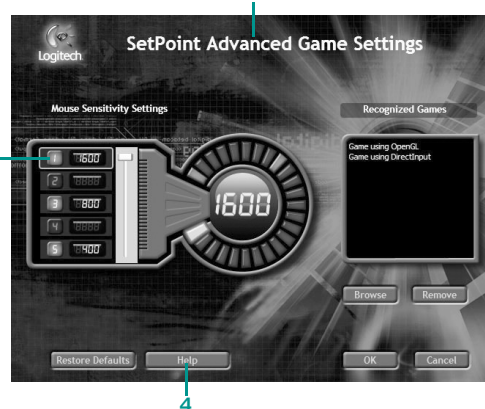 Logitech
SetPoint Advanced Game Settings
Mouse Sensitivity Settings
Recognized Games
1 1600
2
3 800
4
5 400
1600
Game using OpenGL
Game using DirectInput
Browse Remove
Restore Defaults Help OK Cancel
4